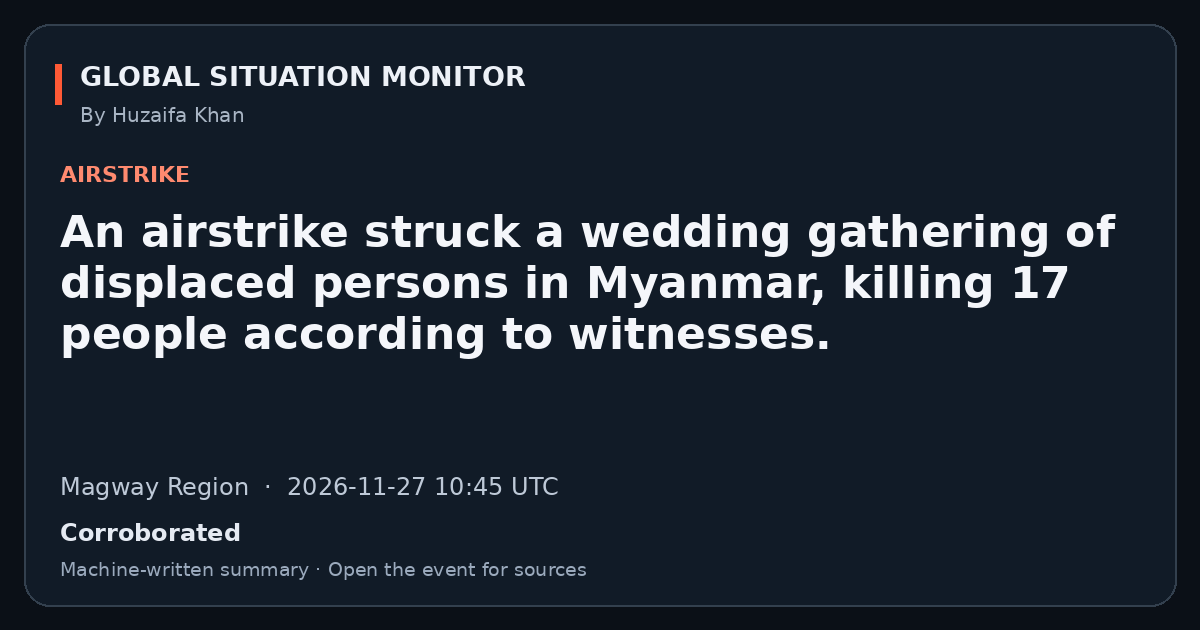 GLOBAL SITUATION MONITOR
By Huzaifa Khan
AIRSTRIKE
An airstrike struck a wedding gathering of
displaced persons in Myanmar, killing 17
people according to witnesses.
Magway Region · 2026-11-27 10:45 UTC
Corroborated
Machine-written summary · Open the event for sources